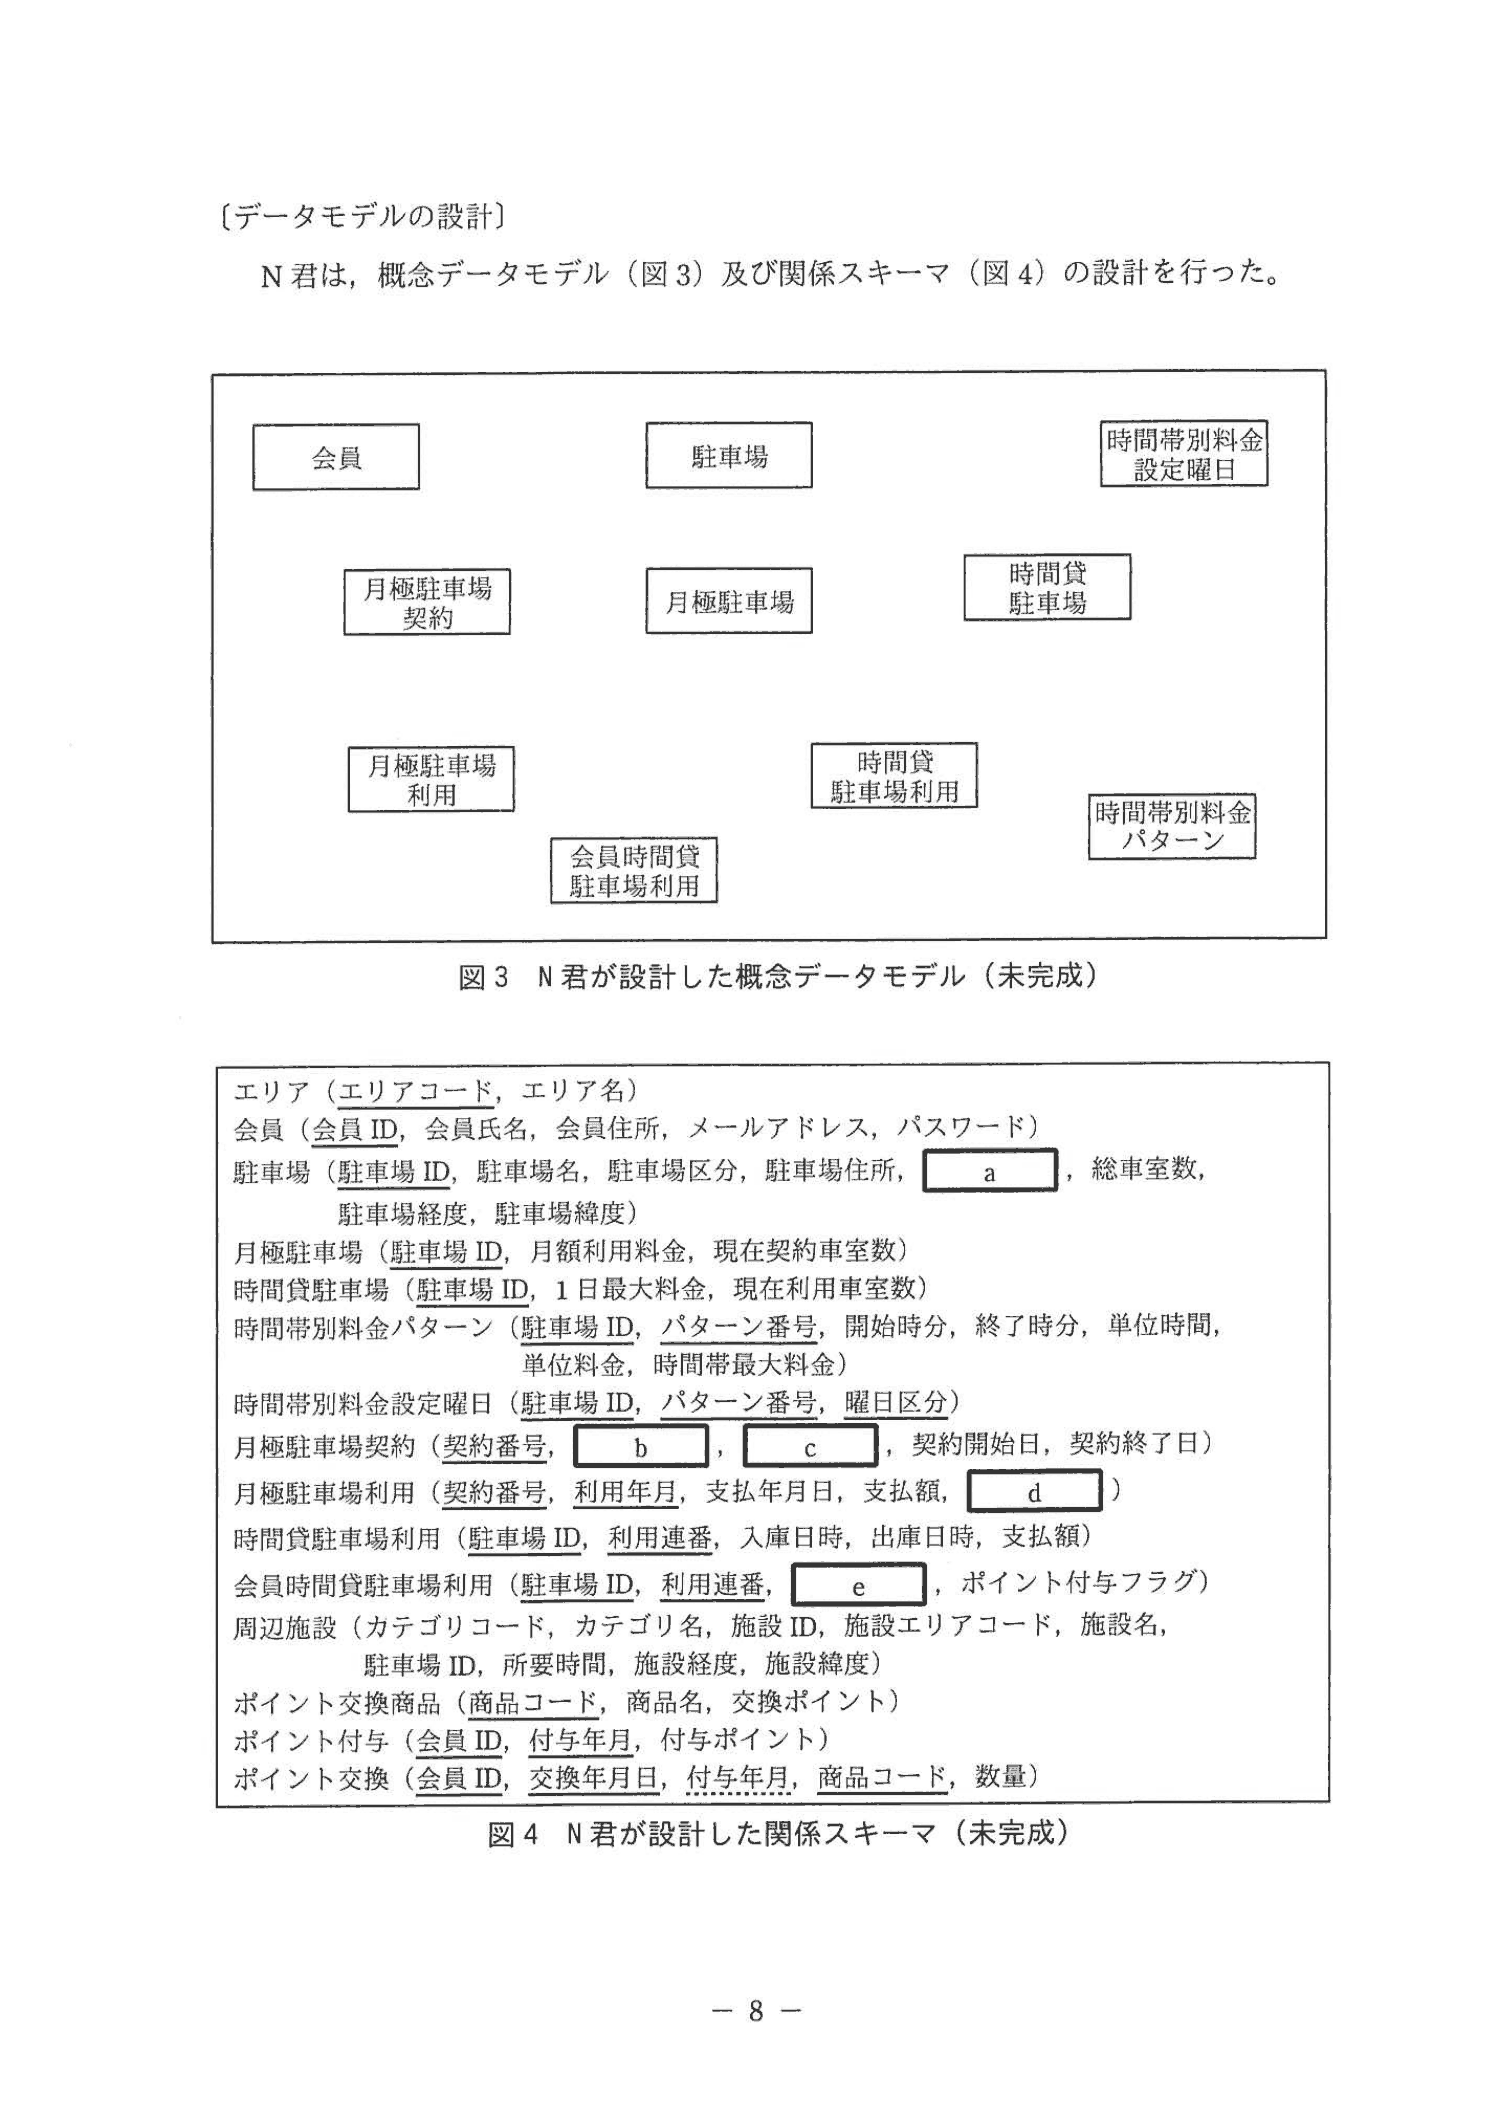 〔データモデルの設計〕
N君は，概念データモデル（図3）及び関係スキーマ（図4）の設計を行った。
会員
駐車場
時間帯別料金
設定曜日
月極駐車場
契約
月極駐車場
時間貸
駐車場
月極駐車場
利用
時間貸
駐車場利用
時間帯別料金
パターン
会員時間貸
駐車場利用
図3　N君が設計した概念データモデル（未完成）
エリア（エリアコード，エリア名）
会員（会員ID，会員氏名，会員住所，メールアドレス，パスワード）
駐車場（駐車場ID，駐車場名，駐車場区分，駐車場住所， a ，総車室数，
駐車場経度，駐車場緯度）
月極駐車場（駐車場ID，月額利用料金，現在契約車室数）
時間貸駐車場（駐車場ID，1日最大料金，現在利用車室数）
時間帯別料金パターン（駐車場ID，パターン番号，開始時分，終了時分，単位時間，
単位料金，時間帯最大料金）
時間帯別料金設定曜日（駐車場ID，パターン番号，曜日区分）
月極駐車場契約（契約番号， b ， c ，契約開始日，契約終了日）
月極駐車場利用（契約番号，利用年月，支払年月日，支払額， d ）
時間貸駐車場利用（駐車場ID，利用連番，入庫日時，出庫日時，支払額）
会員時間貸駐車場利用（駐車場ID，利用連番， e ，ポイント付与フラグ）
周辺施設（カテゴリコード，カテゴリ名，施設ID，施設エリアコード，施設名，
駐車場ID，所要時間，施設経度，施設緯度）
ポイント交換商品（商品コード，商品名，交換ポイント）
ポイント付与（会員ID，付与年月，付与ポイント）
ポイント交換（会員ID，交換年月日，付与年月，商品コード，数量）
図4　N君が設計した関係スキーマ（未完成）
－ 8 －